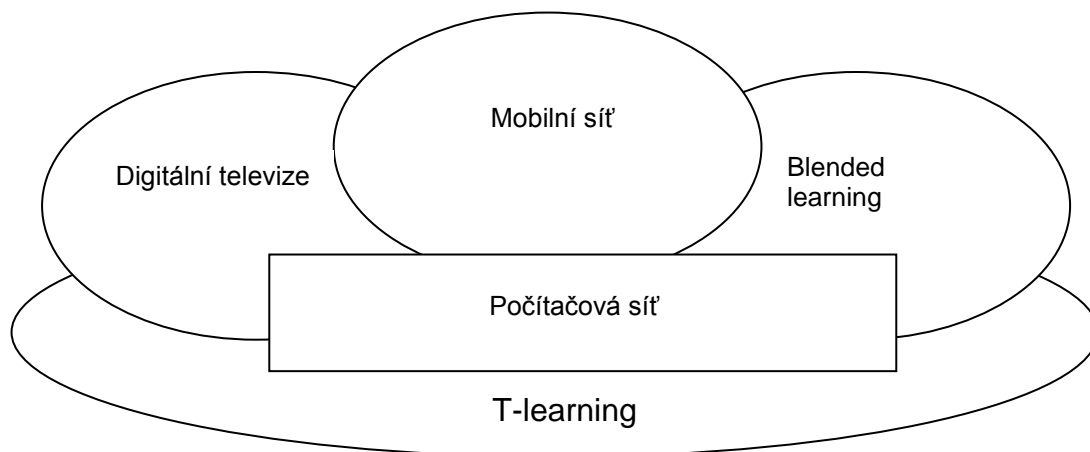 Mobilní síť
Digitální televize
Blended
learning
Počítačová síť
T-learning